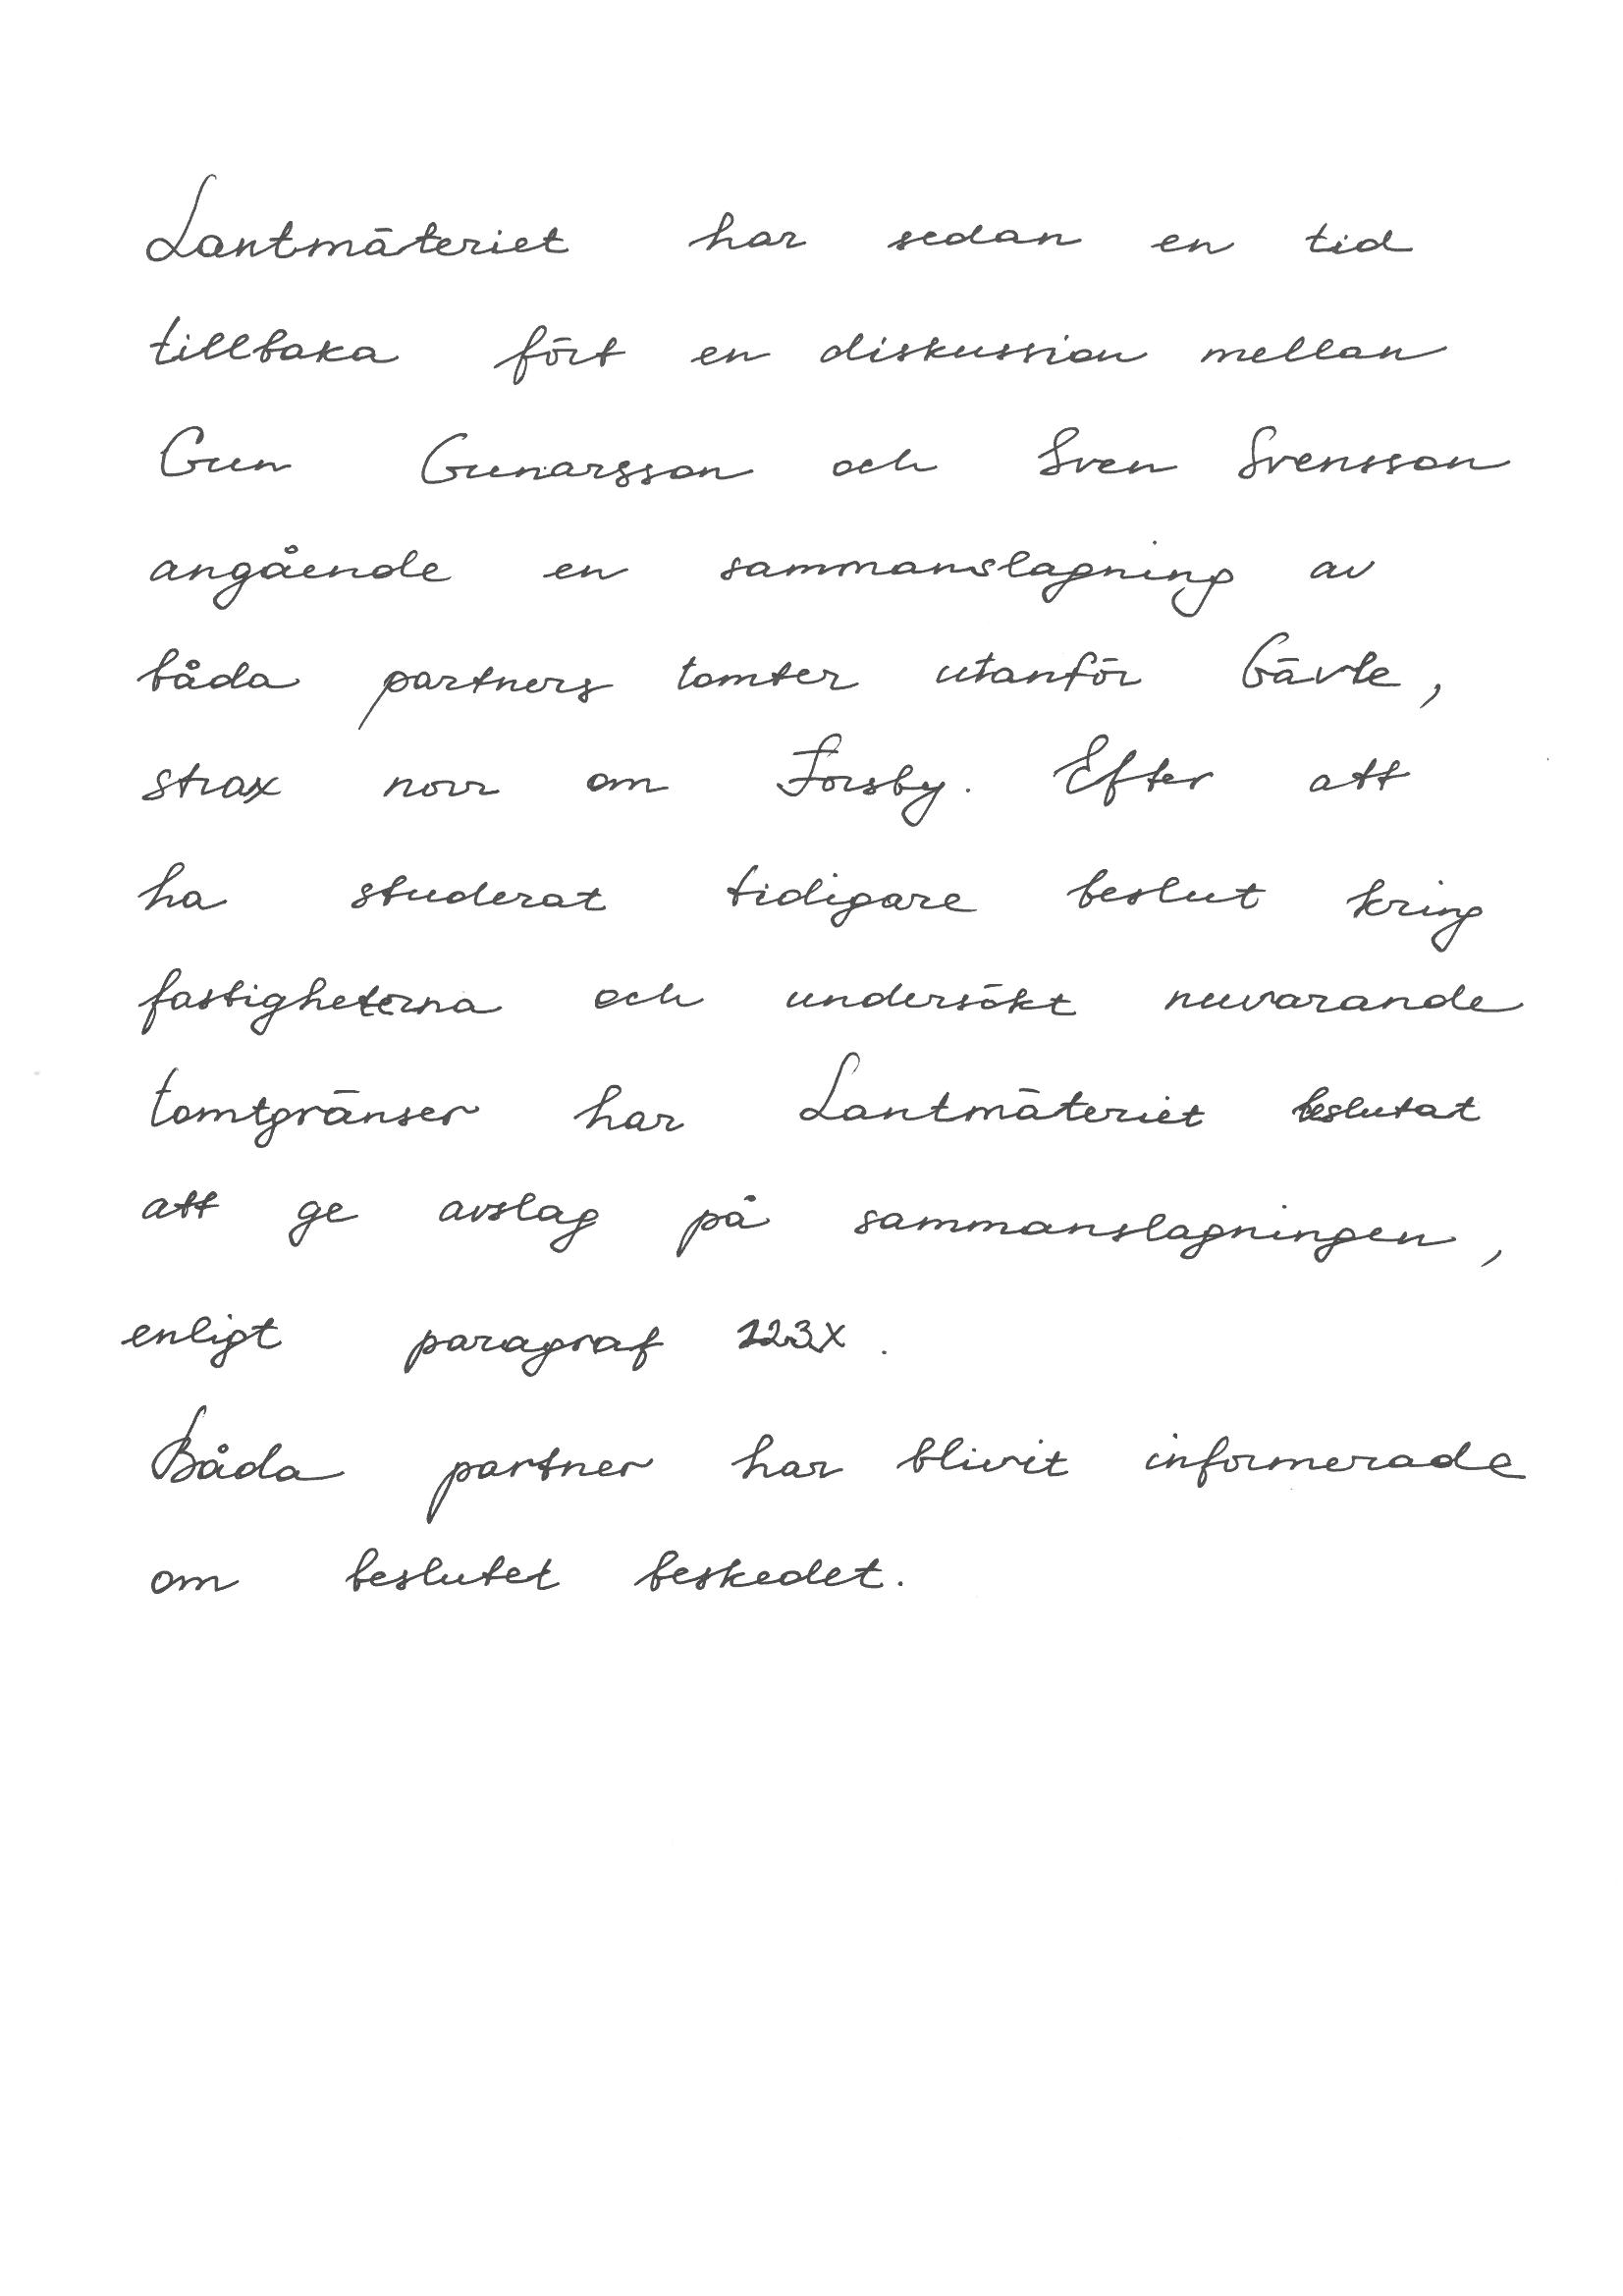 Lantmäteriet har sedan en tid
tillbaka fört en diskussion mellan
Gun Gunarsson och Sven Svensson
angående en sammanslagning av
båda partners tomter utanför Gävle,
strax norr om Forsby. Efter att
ha studerat tidigare beslut kring
fastigheterna och undersökt nuvarande
tomtgränser har Lantmäteriet beslutat
att ge avslag på sammanslagningen,
enligt paragraf 123X.
Båda partner har blivit informerade
om beslutet beskedet.